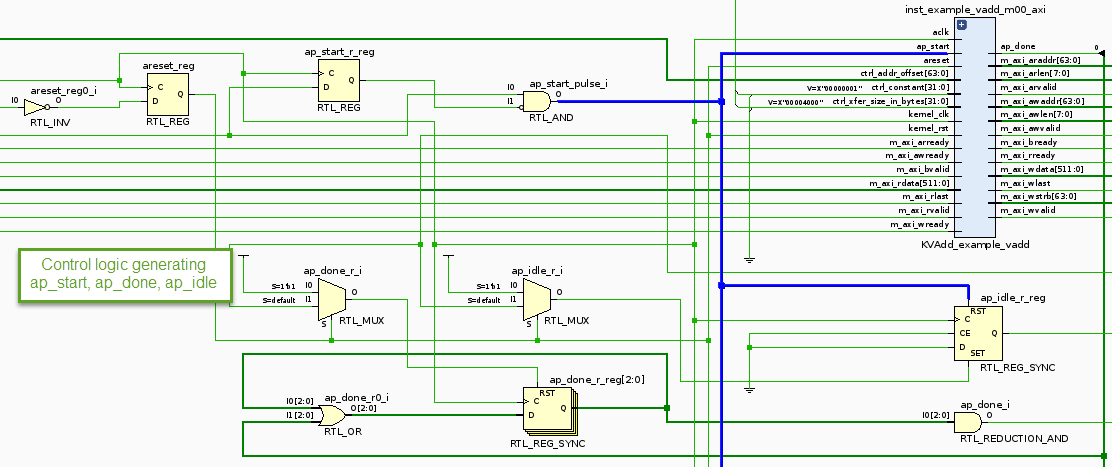 inst_example_vadd_m00_axi
aclk
ap_start
areset
ctrl_addr_offset[63:0]
V=X"00000001" ctrl_constant[31:0]
V=X"00004000" ctrl_xfer_size_in_bytes[31:0]
kernel_clk
kernel_rst
m_axi_arready
m_axi_awready
m_axi_bvalid
m_axi_rdata[511:0]
m_axi_rlast
m_axi_rvalid
m_axi_wready
ap_done
0
m_axi_araddr[63:0]
m_axi_arlen[7:0]
m_axi_arvalid
m_axi_awaddr[63:0]
m_axi_awlen[7:0]
m_axi_awvalid
m_axi_bready
m_axi_rready
m_axi_wdata[511:0]
m_axi_wlast
m_axi_wstrb[63:0]
m_axi_wvalid
KVAdd_example_vadd
areset_reg0_i
I0
O
RTL_INV
areset_reg
C
D
Q
RTL_REG
ap_start_r_reg
C
D
Q
RTL_REG
ap_start_pulse_i
I0
I1
O
RTL_AND
Control logic generating
ap_start, ap_done, ap_idle
ap_done_r_i
S=1'b1 I0
S=default I1
S
O
RTL_MUX
ap_idle_r_i
S=1'b1 I0
S=default I1
S
O
RTL_MUX
ap_idle_r_reg
RST
C
CE
D
Q
SET
RTL_REG_SYNC
ap_done_r0_i
I0[2:0]
I1[2:0]
O[2:0]
RTL_OR
ap_done_r_reg[2:0]
RST
C
D
Q
RTL_REG_SYNC
ap_done_i
I0[2:0]
O
RTL_REDUCTION_AND